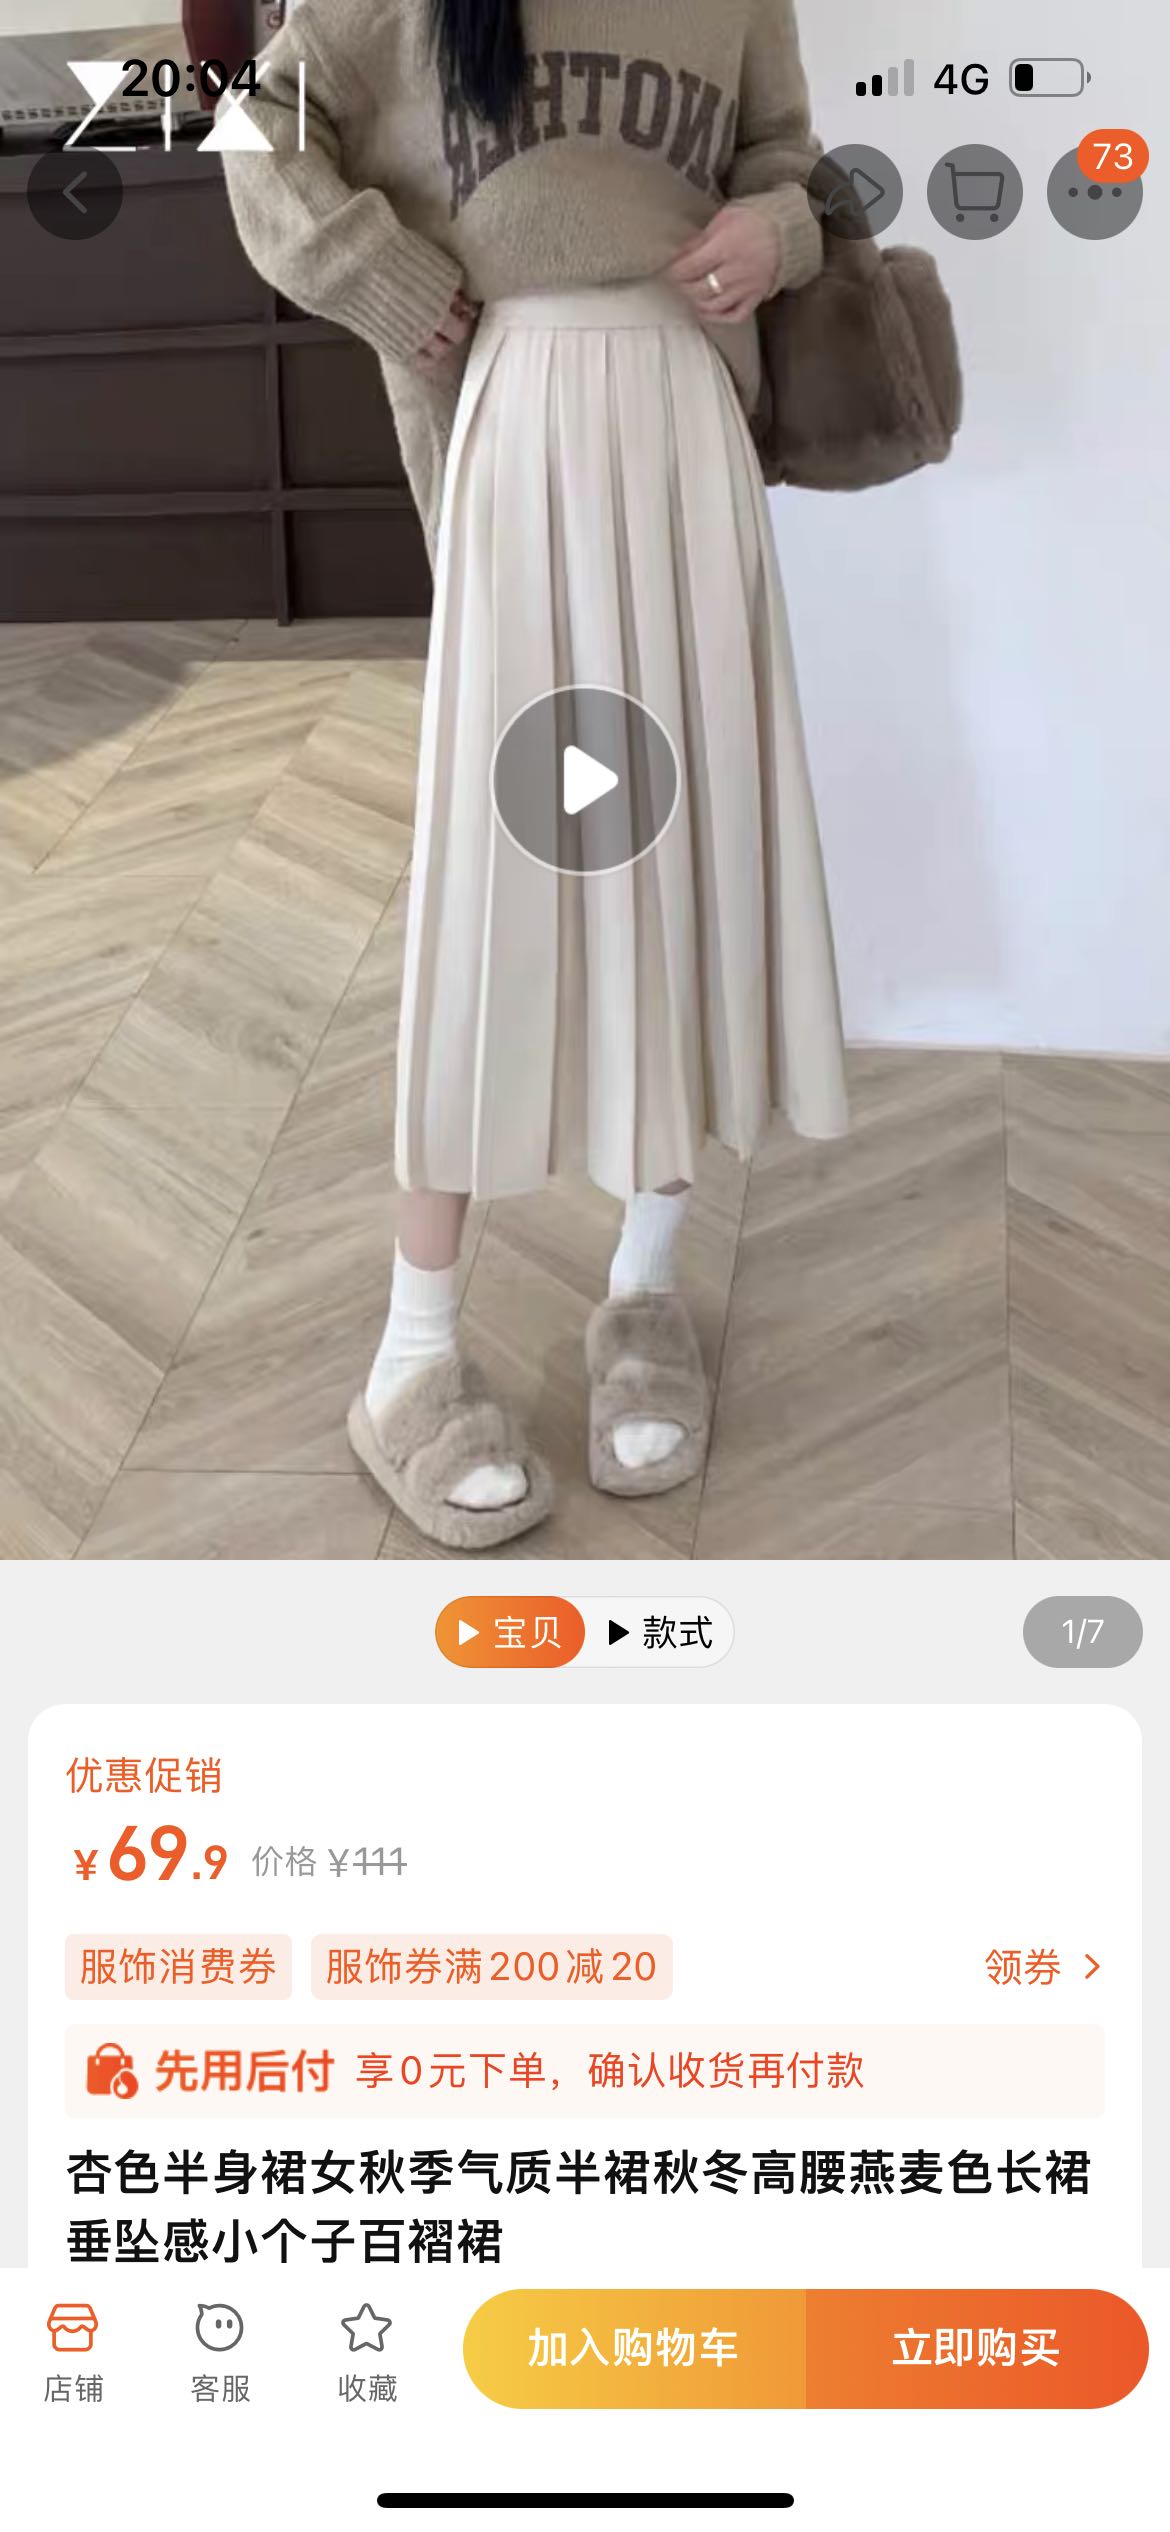 20:04
4G
ZIXI
73
宝贝
款式
1/7
优惠促销
¥69.9 价格 ¥111
服饰消费券
服饰券满200减20
领券
先用后付 享0元下单，确认收货再付款
杏色半身裙女秋季气质半裙秋冬高腰燕麦色长裙
垂坠感小个子百褶裙
店铺
客服
收藏
加入购物车
立即购买